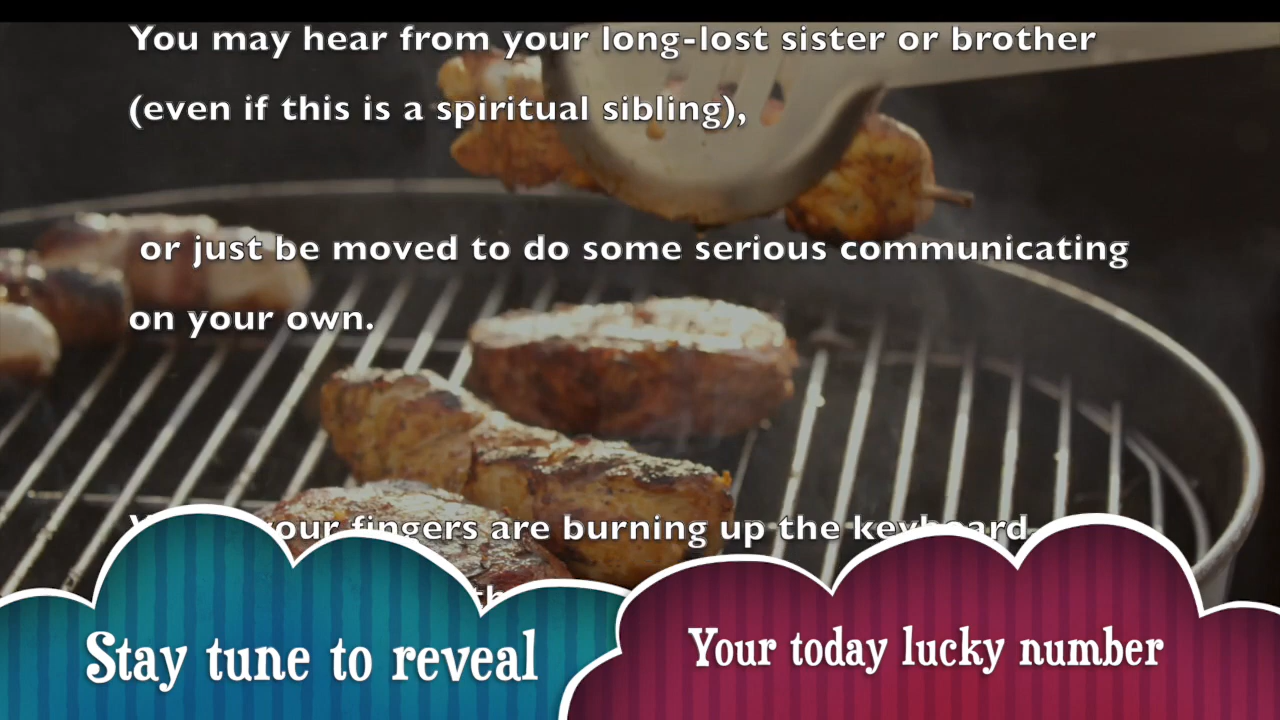 You may hear from your long-lost sister or brother
(even if this is a spiritual sibling),
or just be moved to do some serious communicating
on your own.
your fingers are burning up the keyboard
Stay tune to reveal
Your today lucky number